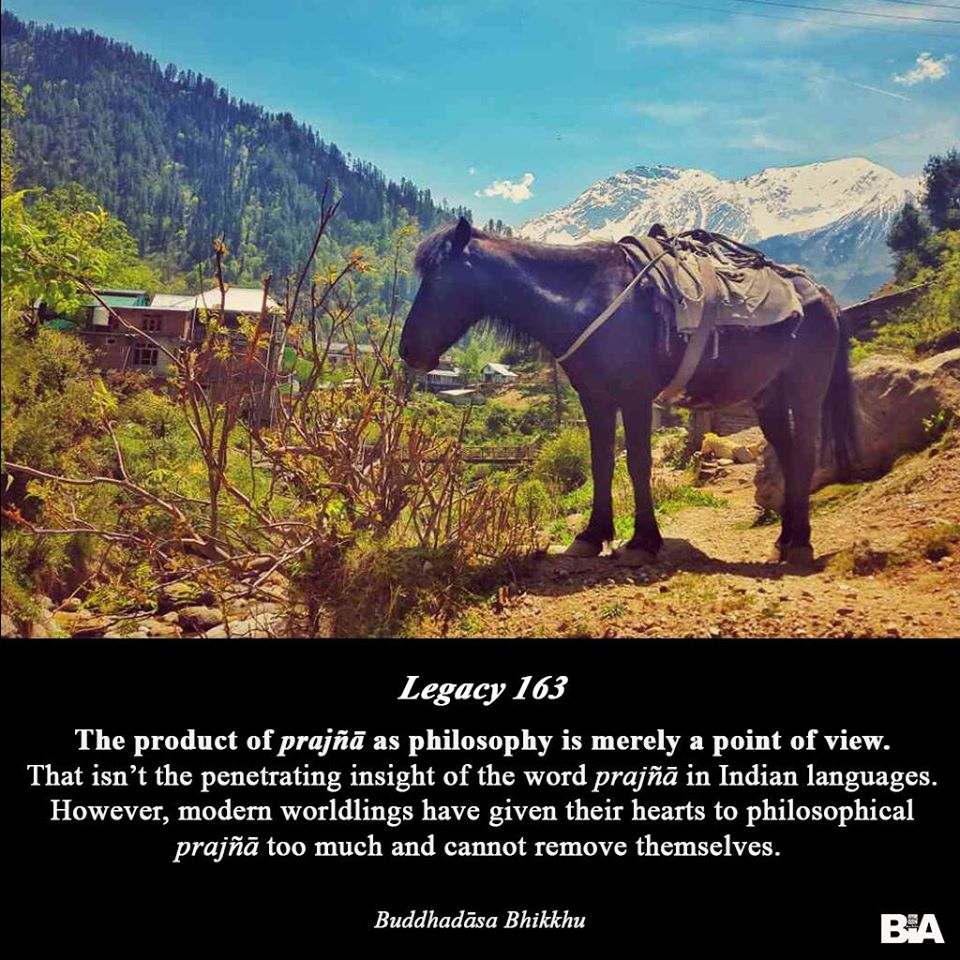 Legacy 163
The product of prajñā as philosophy is merely a point of view.
That isn’t the penetrating insight of the word prajñā in Indian languages.
However, modern worldlings have given their hearts to philosophical
prajñā too much and cannot remove themselves.
Buddhadāsa Bhikkhu
BIA